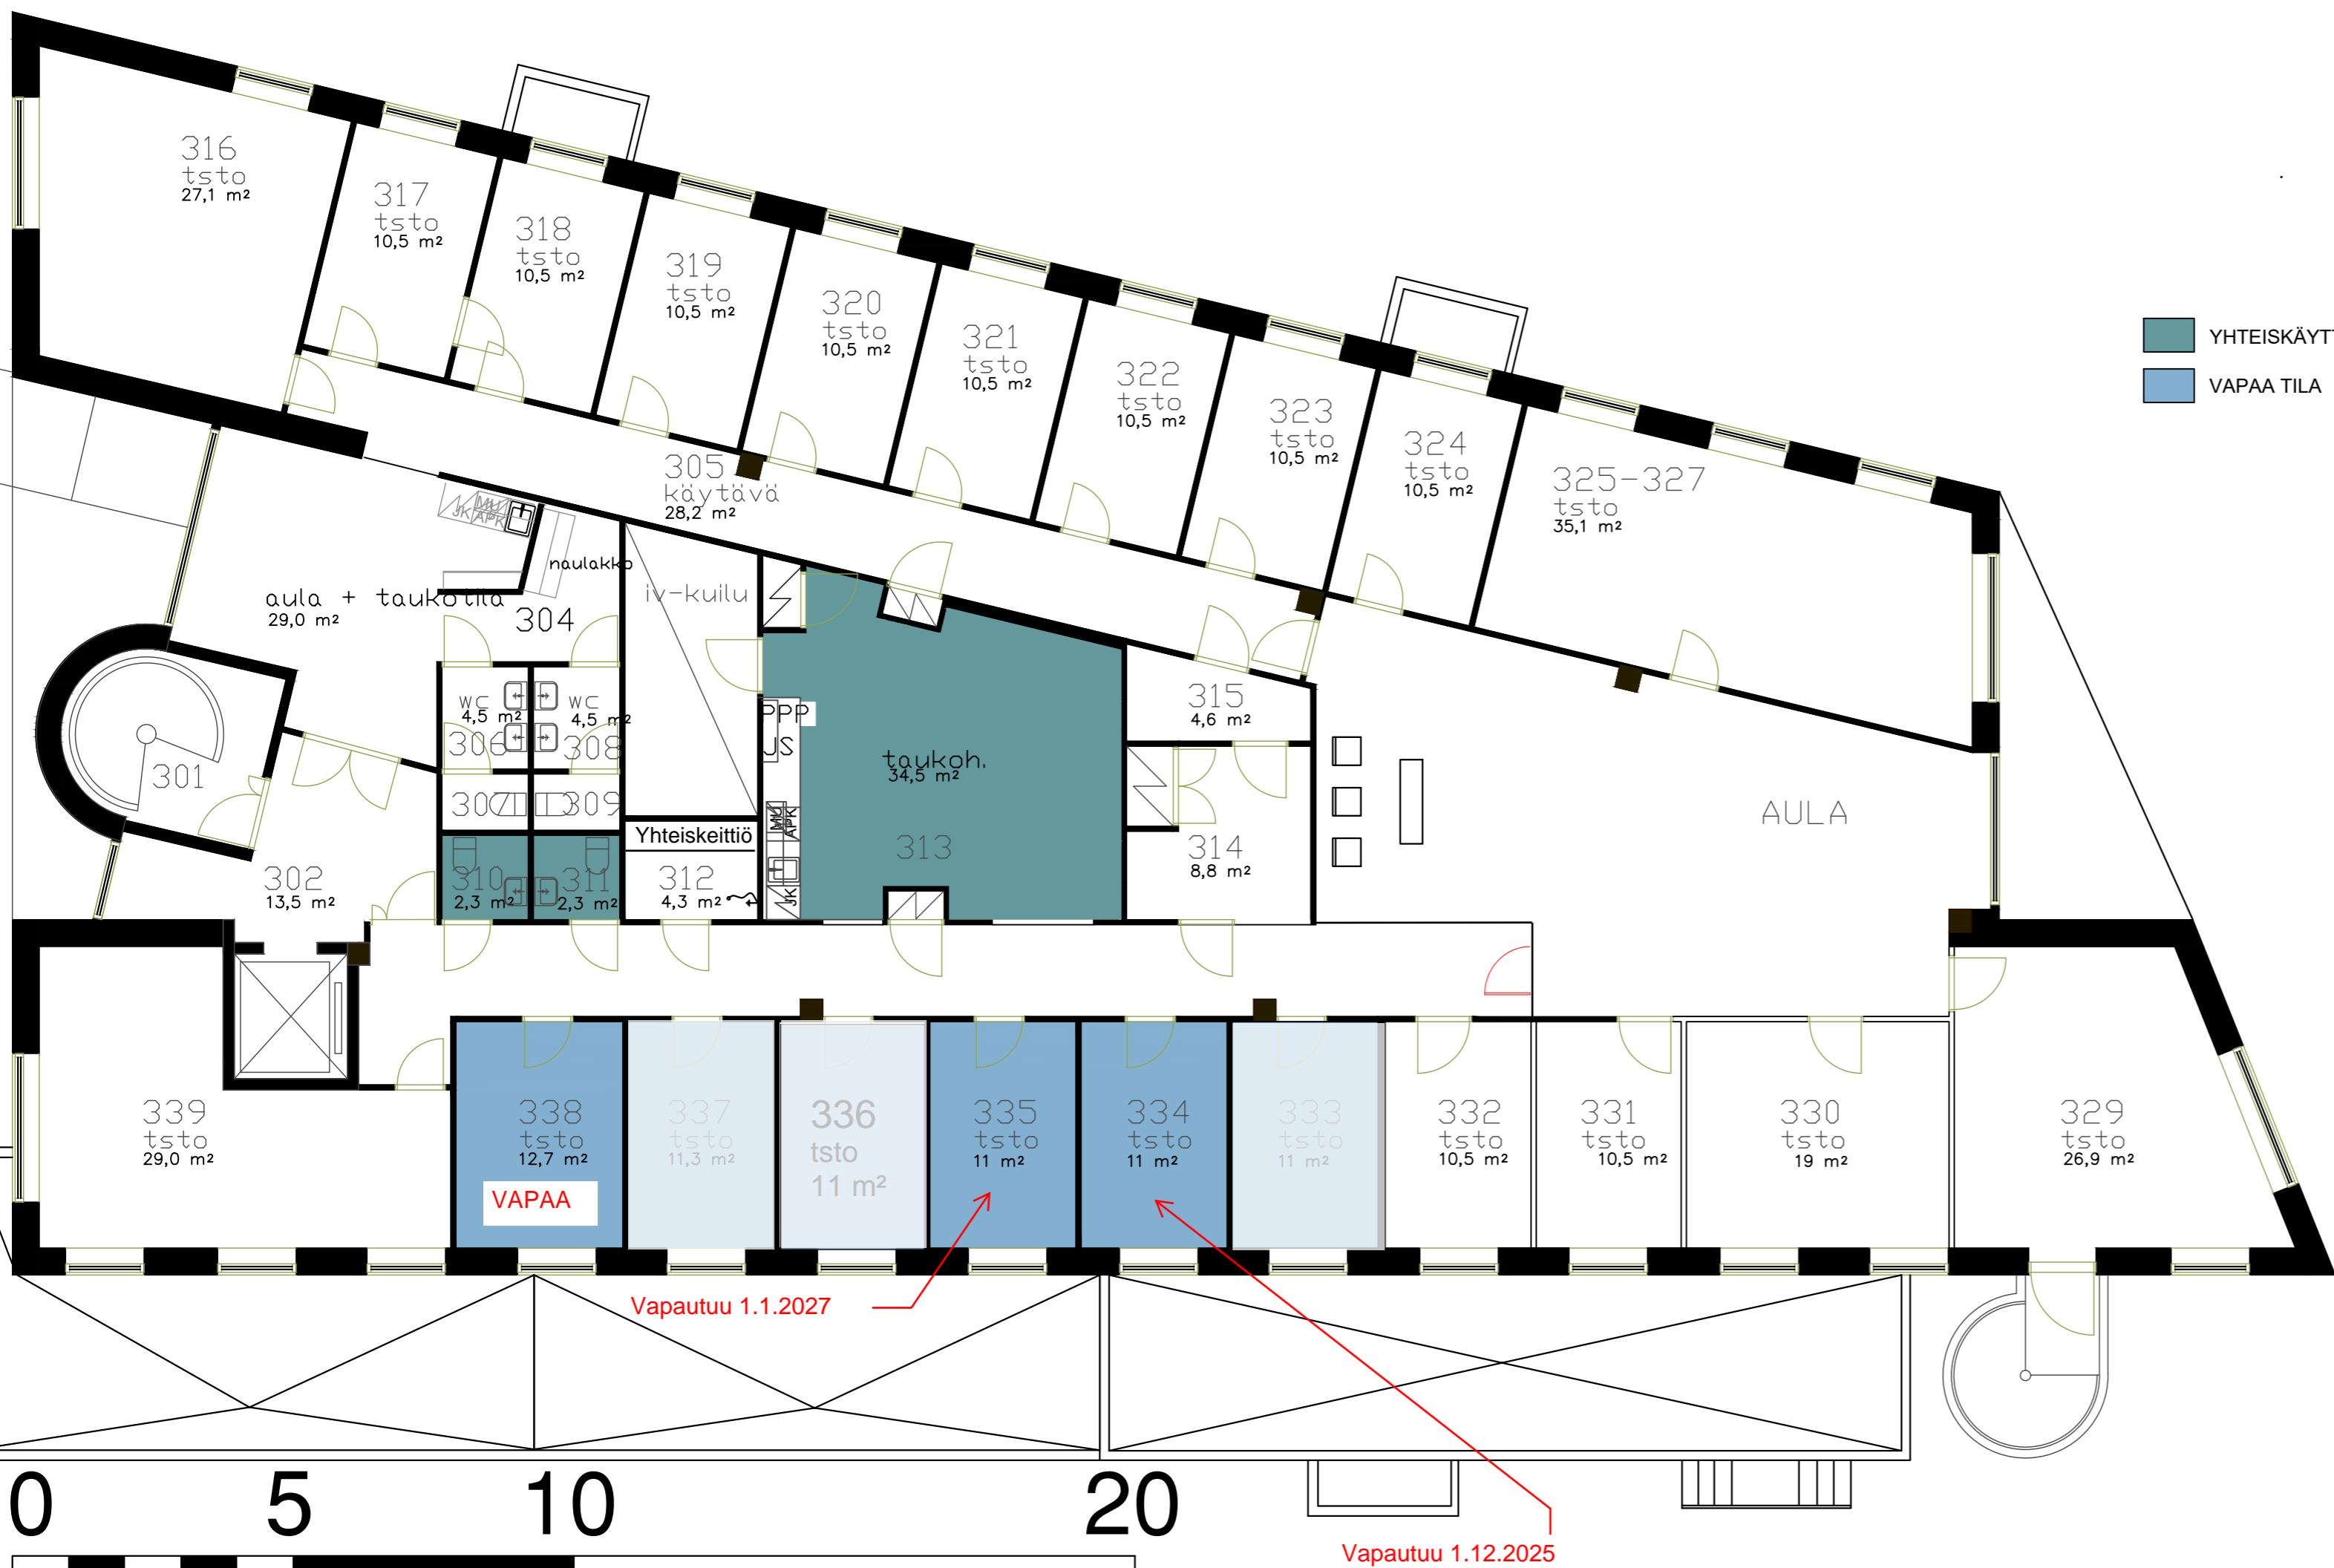 316
tsto
27,1 m²
317
tsto
10,5 m²
318
tsto
10,5 m²
319
tsto
10,5 m²
320
tsto
10,5 m²
321
tsto
10,5 m²
322
tsto
10,5 m²
323
tsto
10,5 m²
324
tsto
10,5 m²
325-327
tsto
35,1 m²
YHTEISKÄYT
VAPAA TILA
305
käytävä
28,2 m²
JK
MU
APK
naulakko
aula + taukotila
29,0 m²
304
iv-kuilu
301
302
13,5 m²
wc
4,5 m²
306
wc
4,5 m²
308
307
309
310
2,3 m²
311
2,3 m²
Yhteiskeittiö
312
4,3 m²
PPP
JS
MU
APK
JK
taukoh.
34,5 m²
313
315
4,6 m²
314
8,8 m²
AULA
339
tsto
29,0 m²
338
tsto
12,7 m²
VAPAA
337
tsto
11,3 m²
336
tsto
11 m²
335
tsto
11 m²
334
tsto
11 m²
333
tsto
11 m²
332
tsto
10,5 m²
331
tsto
10,5 m²
330
tsto
19 m²
329
tsto
26,9 m²
Vapautuu 1.1.2027
Vapautuu 1.12.2025
0 5 10 20